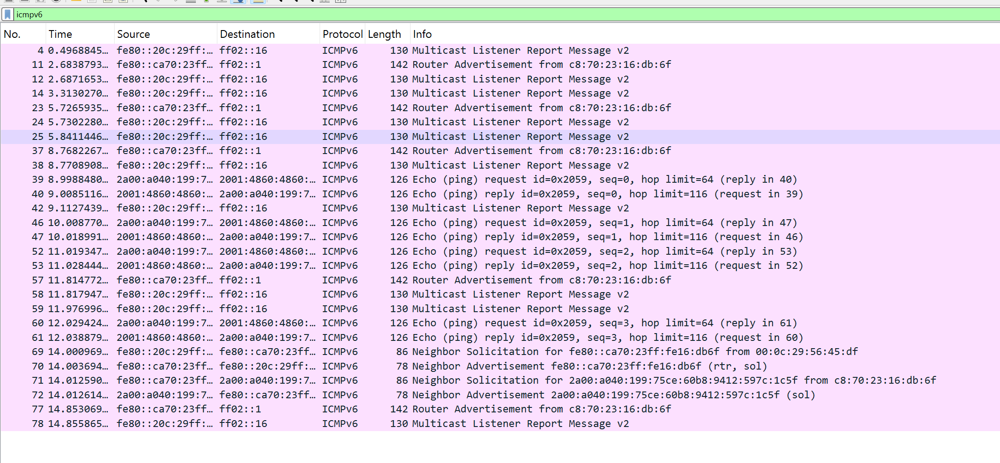 icmpv6
No. Time Source Destination Protocol Length Info
4 0.4968845… fe80::20c:29ff:… ff02::16 ICMPv6 130 Multicast Listener Report Message v2
11 2.6838793… fe80::ca70:23ff… ff02::1 ICMPv6 142 Router Advertisement from c8:70:23:16:db:6f
12 2.6871653… fe80::20c:29ff:… ff02::16 ICMPv6 130 Multicast Listener Report Message v2
14 3.3130270… fe80::20c:29ff:… ff02::16 ICMPv6 130 Multicast Listener Report Message v2
23 5.7265935… fe80::ca70:23ff… ff02::1 ICMPv6 142 Router Advertisement from c8:70:23:16:db:6f
24 5.7302280… fe80::20c:29ff:… ff02::16 ICMPv6 130 Multicast Listener Report Message v2
25 5.8411446… fe80::20c:29ff:… ff02::16 ICMPv6 130 Multicast Listener Report Message v2
37 8.7682267… fe80::ca70:23ff… ff02::1 ICMPv6 142 Router Advertisement from c8:70:23:16:db:6f
38 8.7708908… fe80::20c:29ff:… ff02::16 ICMPv6 130 Multicast Listener Report Message v2
39 8.9988480… 2a00:a040:199:7… 2001:4860:4860:… ICMPv6 126 Echo (ping) request id=0x2059, seq=0, hop limit=64 (reply in 40)
40 9.0085116… 2001:4860:4860:… 2a00:a040:199:7… ICMPv6 126 Echo (ping) reply id=0x2059, seq=0, hop limit=116 (request in 39)
42 9.1127439… fe80::20c:29ff:… ff02::16 ICMPv6 130 Multicast Listener Report Message v2
46 10.008770… 2a00:a040:199:7… 2001:4860:4860:… ICMPv6 126 Echo (ping) request id=0x2059, seq=1, hop limit=64 (reply in 47)
47 10.018991… 2001:4860:4860:… 2a00:a040:199:7… ICMPv6 126 Echo (ping) reply id=0x2059, seq=1, hop limit=116 (request in 46)
52 11.019347… 2a00:a040:199:7… 2001:4860:4860:… ICMPv6 126 Echo (ping) request id=0x2059, seq=2, hop limit=64 (reply in 53)
53 11.028444… 2001:4860:4860:… 2a00:a040:199:7… ICMPv6 126 Echo (ping) reply id=0x2059, seq=2, hop limit=116 (request in 52)
57 11.814772… fe80::ca70:23ff… ff02::1 ICMPv6 142 Router Advertisement from c8:70:23:16:db:6f
58 11.817947… fe80::20c:29ff:… ff02::16 ICMPv6 130 Multicast Listener Report Message v2
59 11.976996… fe80::20c:29ff:… ff02::16 ICMPv6 130 Multicast Listener Report Message v2
60 12.029424… 2a00:a040:199:7… 2001:4860:4860:… ICMPv6 126 Echo (ping) request id=0x2059, seq=3, hop limit=64 (reply in 61)
61 12.038879… 2001:4860:4860:… 2a00:a040:199:7… ICMPv6 126 Echo (ping) reply id=0x2059, seq=3, hop limit=116 (request in 60)
69 14.000969… fe80::20c:29ff:… fe80::ca70:23ff… ICMPv6 86 Neighbor Solicitation for fe80::ca70:23ff:fe16:db6f from 00:0c:29:56:45:df
70 14.003694… fe80::ca70:23ff… fe80::20c:29ff:… ICMPv6 78 Neighbor Advertisement fe80::ca70:23ff:fe16:db6f (rtr, sol)
71 14.012590… fe80::ca70:23ff… 2a00:a040:199:7… ICMPv6 86 Neighbor Solicitation for 2a00:a040:199:75ce:60b8:9412:597c:1c5f from c8:70:23:16:db:6f
72 14.012614… 2a00:a040:199:7… fe80::ca70:23ff… ICMPv6 78 Neighbor Advertisement 2a00:a040:199:75ce:60b8:9412:597c:1c5f (sol)
77 14.853069… fe80::ca70:23ff… ff02::1 ICMPv6 142 Router Advertisement from c8:70:23:16:db:6f
78 14.855865… fe80::20c:29ff:… ff02::16 ICMPv6 130 Multicast Listener Report Message v2